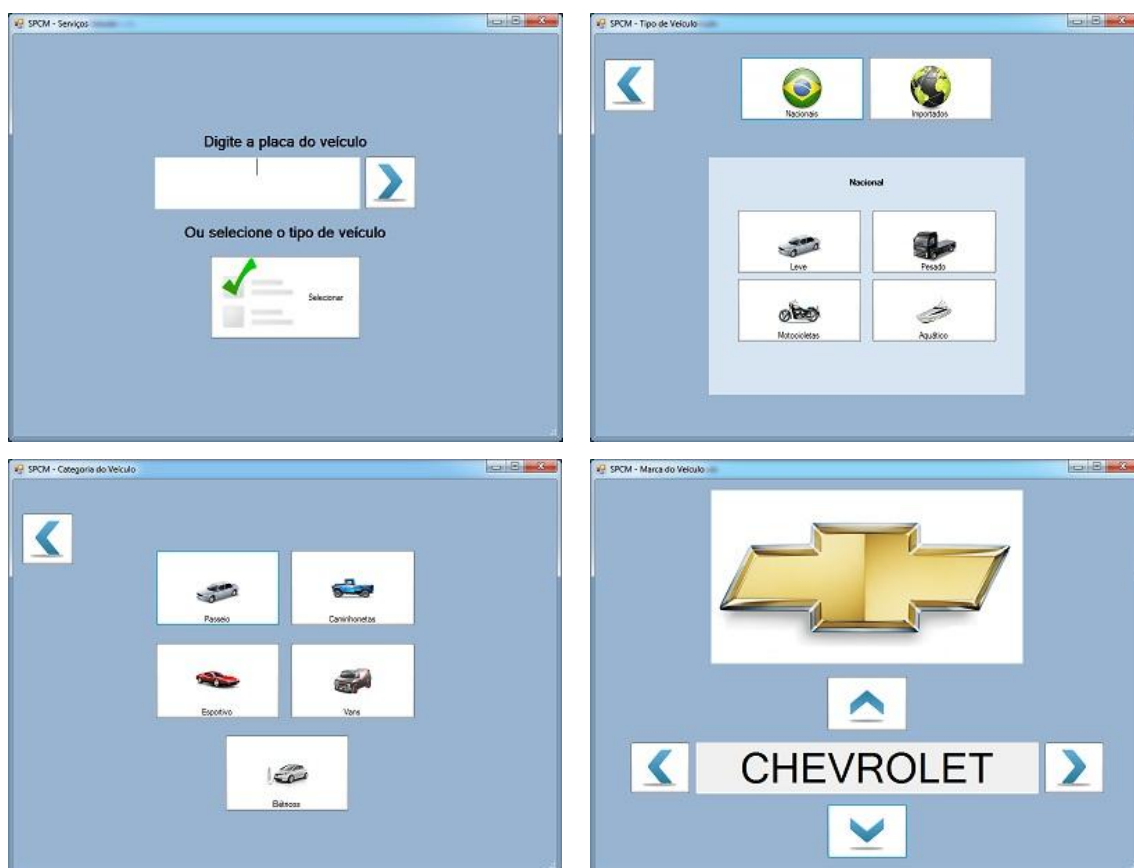 SPCM - Serviços
Digite a placa do veículo
Ou selecione o tipo de veículo
Selecionar
SPCM - Tipo de Veículo
Nacionais
Importados
Nacional
Leve
Pesado
Motocicletas
Aquático
SPCM - Categoria do Veículo
Passeio
Caminhonetas
Esportivo
Vans
Elétricos
SPCM - Marca do Veículo
CHEVROLET